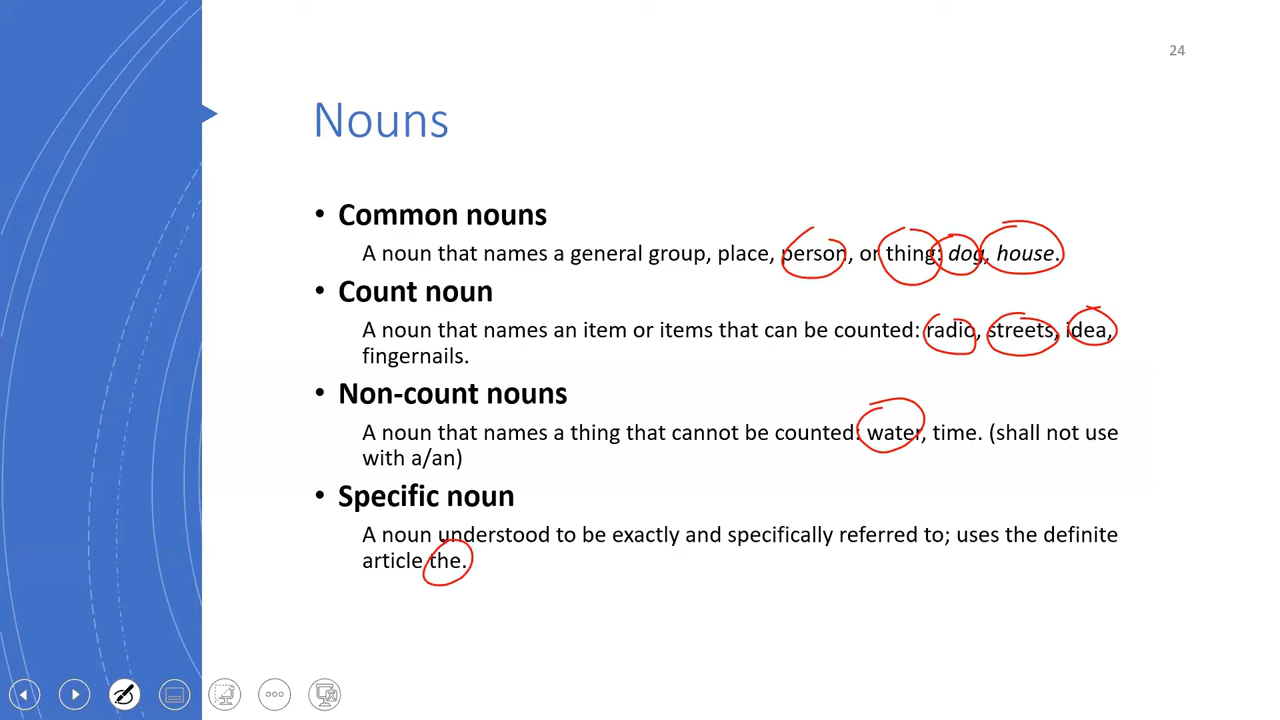 24
Nouns
• Common nouns
A noun that names a general group, place, person, or thing: dog, house.
• Count noun
A noun that names an item or items that can be counted: radio, streets, idea,
fingernails.
• Non-count nouns
A noun that names a thing that cannot be counted: water, time. (shall not use
with a/an)
• Specific noun
A noun understood to be exactly and specifically referred to; uses the definite
article the.